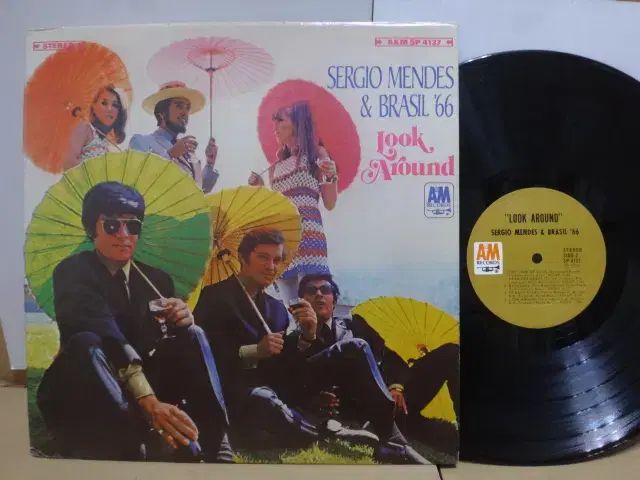 STEREO
A&M SP 4137
SERGIO MENDES
& BRASIL '66
Look
Around
A&M
RECORDS
"LOOK AROUND"
SERGIO MENDES & BRASIL '66
A&M
RECORDS
STEREO
SIDE 2
SP 4137